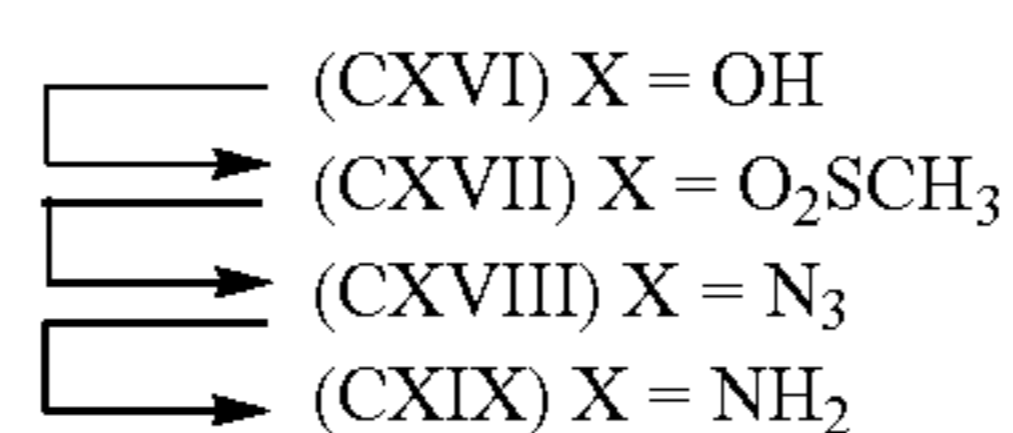 (CXVI) X = OH
(CXVII) X = O₂SCH₃
(CXVIII) X = N₃
(CXIX) X = NH₂